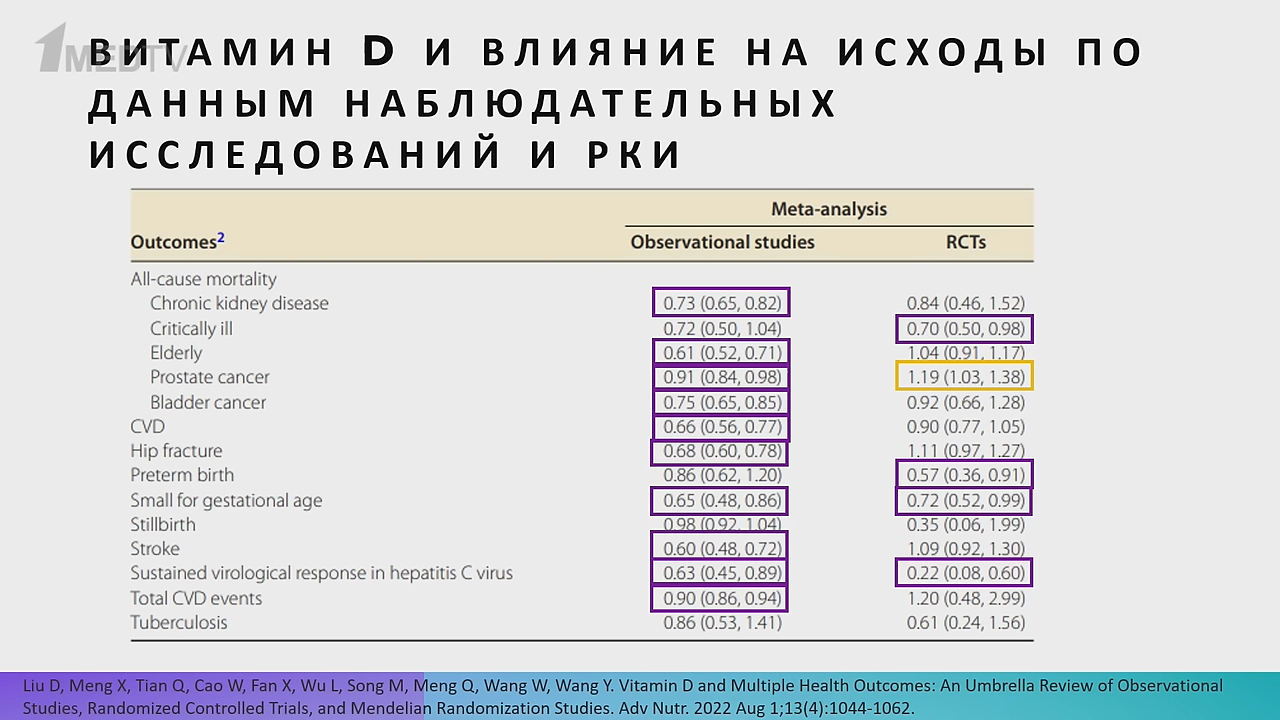 1MEDTV
ВИТАМИН D И ВЛИЯНИЕ НА ИСХОДЫ ПО
ДАННЫМ НАБЛЮДАТЕЛЬНЫХ
ИССЛЕДОВАНИЙ И РКИ
Meta-analysis
Outcomes2 Observational studies RCTs
All-cause mortality
Chronic kidney disease 0.73 (0.65, 0.82) 0.84 (0.46, 1.52)
Critically ill 0.72 (0.50, 1.04) 0.70 (0.50, 0.98)
Elderly 0.61 (0.52, 0.71) 1.04 (0.91, 1.17)
Prostate cancer 0.91 (0.84, 0.98) 1.19 (1.03, 1.38)
Bladder cancer 0.75 (0.65, 0.85) 0.92 (0.66, 1.28)
CVD 0.66 (0.56, 0.77) 0.90 (0.77, 1.05)
Hip fracture 0.68 (0.60, 0.78) 1.11 (0.97, 1.27)
Preterm birth 0.86 (0.62, 1.20) 0.57 (0.36, 0.91)
Small for gestational age 0.65 (0.48, 0.86) 0.72 (0.52, 0.99)
Stillbirth 0.98 (0.92, 1.04) 0.35 (0.06, 1.99)
Stroke 0.60 (0.48, 0.72) 1.09 (0.92, 1.30)
Sustained virological response in hepatitis C virus 0.63 (0.45, 0.89) 0.22 (0.08, 0.60)
Total CVD events 0.90 (0.86, 0.94) 1.20 (0.48, 2.99)
Tuberculosis 0.86 (0.53, 1.41) 0.61 (0.24, 1.56)
Liu D, Meng X, Tian Q, Cao W, Fan X, Wu L, Song M, Meng Q, Wang W, Wang Y. Vitamin D and Multiple Health Outcomes: An Umbrella Review of Observational
Studies, Randomized Controlled Trials, and Mendelian Randomization Studies. Adv Nutr. 2022 Aug 1;13(4):1044-1062.